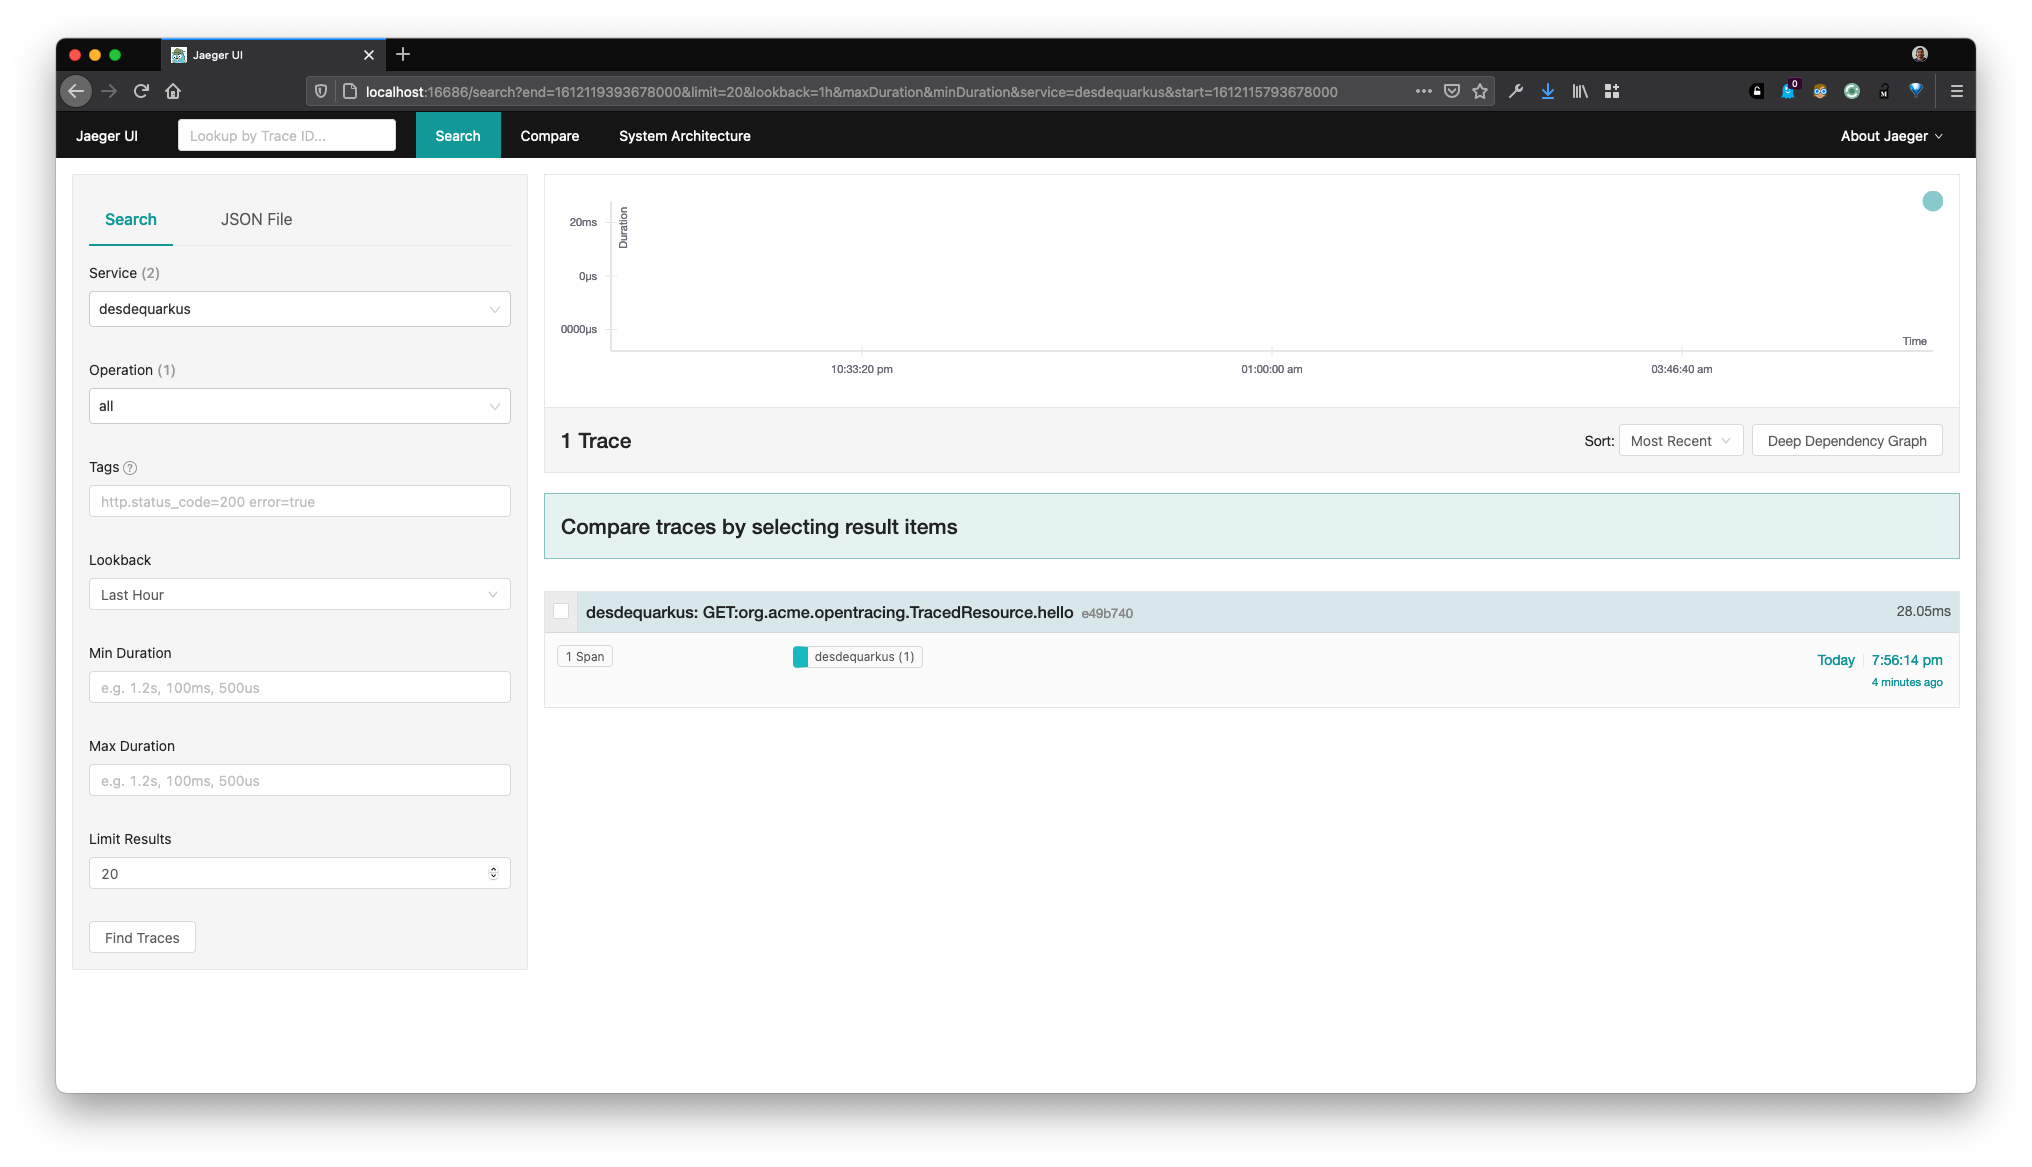 Jaeger UI
localhost:16686/search?end=1612119393678000&limit=20&lookback=1h&maxDuration&minDuration&service=desdequarkus&start=1612115793678000
0
M
Jaeger UI
Lookup by Trace ID...
Search
Compare
System Architecture
About Jaeger
Search
JSON File
Service (2)
desdequarkus
Operation (1)
all
Tags ?
http.status_code=200 error=true
Lookback
Last Hour
Min Duration
e.g. 1.2s, 100ms, 500us
Max Duration
e.g. 1.2s, 100ms, 500us
Limit Results
20
Find Traces
20ms
0µs
0000µs
Duration
Time
10:33:20 pm
01:00:00 am
03:46:40 am
1 Trace
Sort: Most Recent
Deep Dependency Graph
Compare traces by selecting result items
desdequarkus: GET:org.acme.opentracing.TracedResource.hello e49b740
28.05ms
1 Span
desdequarkus (1)
Today 7:56:14 pm
4 minutes ago